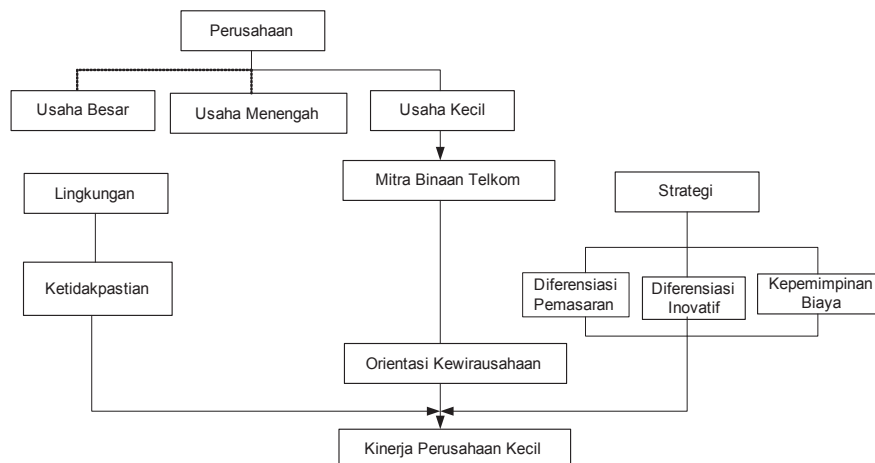 Perusahaan
Usaha Besar
Usaha Menengah
Usaha Kecil
Mitra Binaan Telkom
Lingkungan
Strategi
Ketidakpastian
Diferensiasi
Pemasaran
Diferensiasi
Inovatif
Kepemimpinan
Biaya
Orientasi Kewirausahaan
Kinerja Perusahaan Kecil